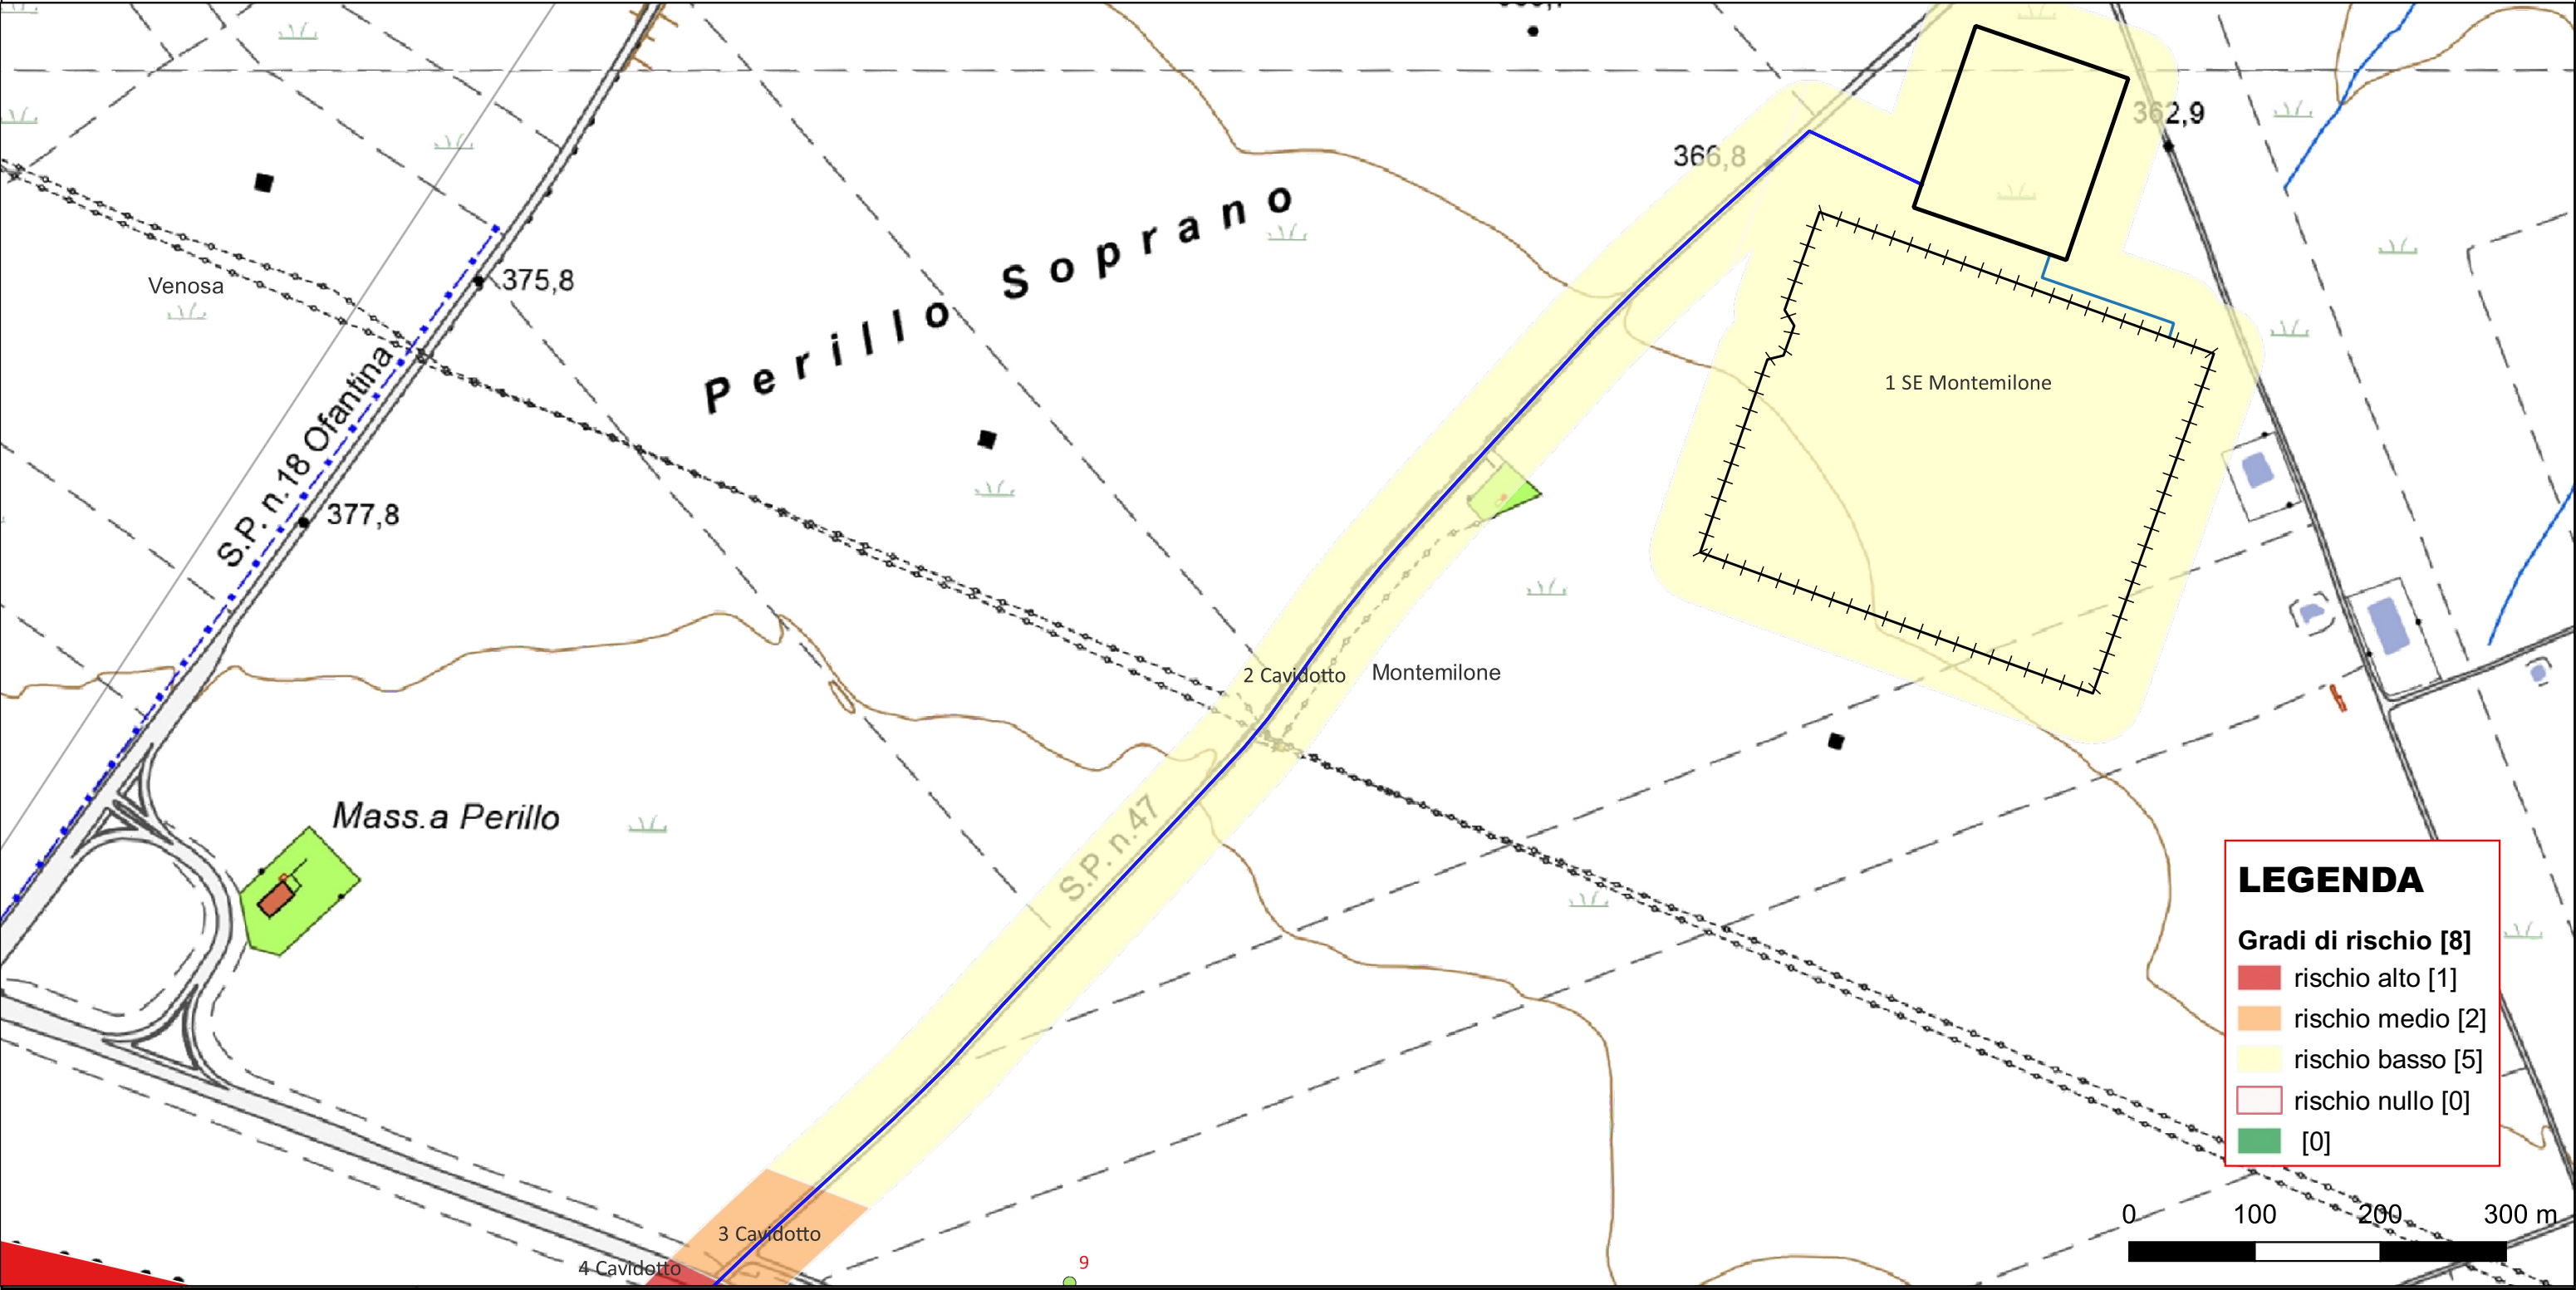 362,9
366,8
Perillo Soprano
375,8
Venosa
S.P. n.18 Ofantina
377,8
1 SE Montemilone
2 Cavidotto
Montemilone
S.P. n.47
Mass.a Perillo
3 Cavidotto
4 Cavidotto
9
LEGENDA
Gradi di rischio [8]
rischio alto [1]
rischio medio [2]
rischio basso [5]
rischio nullo [0]
[0]
0 100 200 300 m